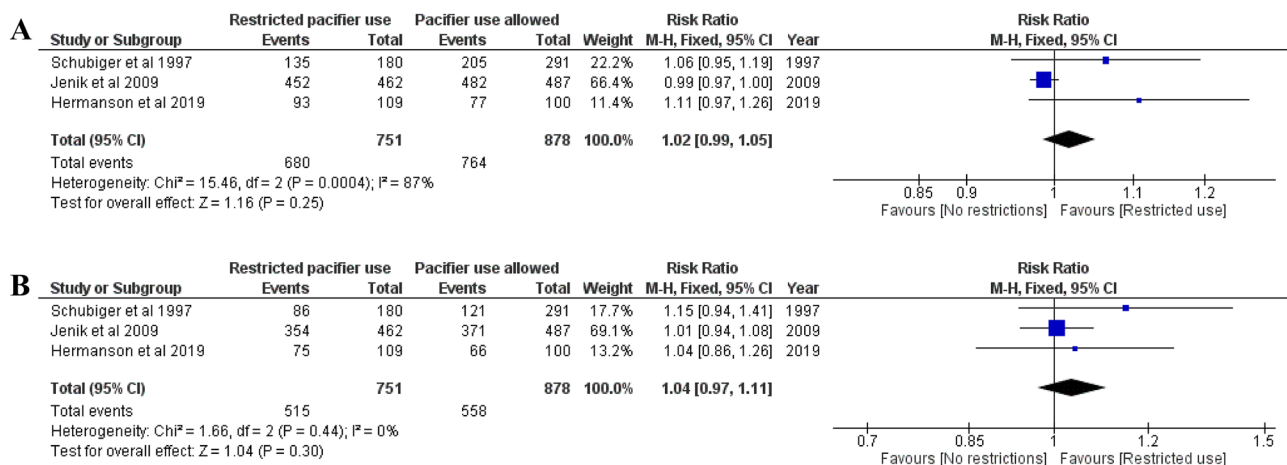 A
Restricted pacifier use Pacifier use allowed Risk Ratio Risk Ratio
Study or Subgroup Events Total Events Total Weight M-H, Fixed, 95% CI Year M-H, Fixed, 95% CI
Schubiger et al 1997 135 180 205 291 22.2% 1.06 [0.95, 1.19] 1997
Jenik et al 2009 452 462 482 487 66.4% 0.99 [0.97, 1.00] 2009
Hermanson et al 2019 93 109 77 100 11.4% 1.11 [0.97, 1.26] 2019
Total (95% CI) 751 878 100.0% 1.02 [0.99, 1.05]
Total events 680 764
Heterogeneity: Chi² = 15.46, df = 2 (P = 0.0004); I² = 87%
Test for overall effect: Z = 1.16 (P = 0.25)
0.85 0.9 1 1.1 1.2
Favours [No restrictions] Favours [Restricted use]
B
Restricted pacifier use Pacifier use allowed Risk Ratio Risk Ratio
Study or Subgroup Events Total Events Total Weight M-H, Fixed, 95% CI Year M-H, Fixed, 95% CI
Schubiger et al 1997 86 180 121 291 17.7% 1.15 [0.94, 1.41] 1997
Jenik et al 2009 354 462 371 487 69.1% 1.01 [0.94, 1.08] 2009
Hermanson et al 2019 75 109 66 100 13.2% 1.04 [0.86, 1.26] 2019
Total (95% CI) 751 878 100.0% 1.04 [0.97, 1.11]
Total events 515 558
Heterogeneity: Chi² = 1.66, df = 2 (P = 0.44); I² = 0%
Test for overall effect: Z = 1.04 (P = 0.30)
0.7 0.85 1 1.2 1.5
Favours [No restrictions] Favours [Restricted use]